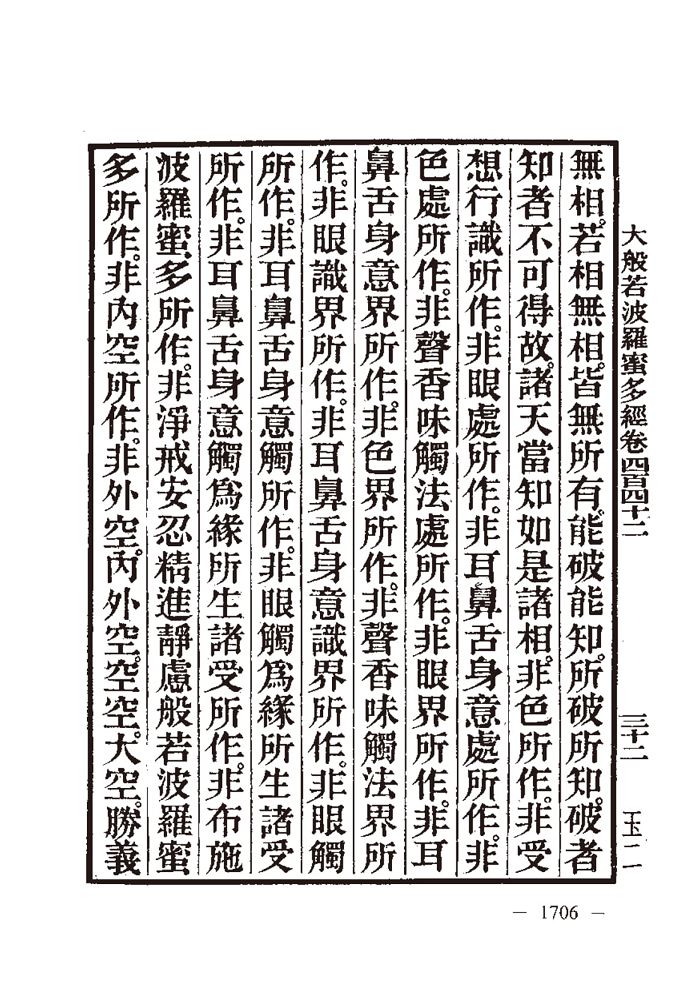 大般若波羅蜜多經卷四百四十二　三十二　玉二
無相。若相無相。皆無所有。能破能知。所破所知。破者
知者不可得故。諸天當知如是諸相。非色所作。非受
想行識所作。非眼處所作。非耳鼻舌身意處所作。非
色處所作。非聲香味觸法處所作。非眼界所作。非耳
鼻舌身意界所作。非色界所作。非聲香味觸法界所
作。非眼識界所作。非耳鼻舌身意識界所作。非眼觸
所作。非耳鼻舌身意觸所作。非眼觸爲緣所生諸受
所作。非耳鼻舌身意觸爲緣所生諸受所作。非布施
波羅蜜多所作。非淨戒安忍精進靜慮般若波羅蜜
多所作。非內空所作。非外空。內外空。空空。大空。勝義
— 1706 —